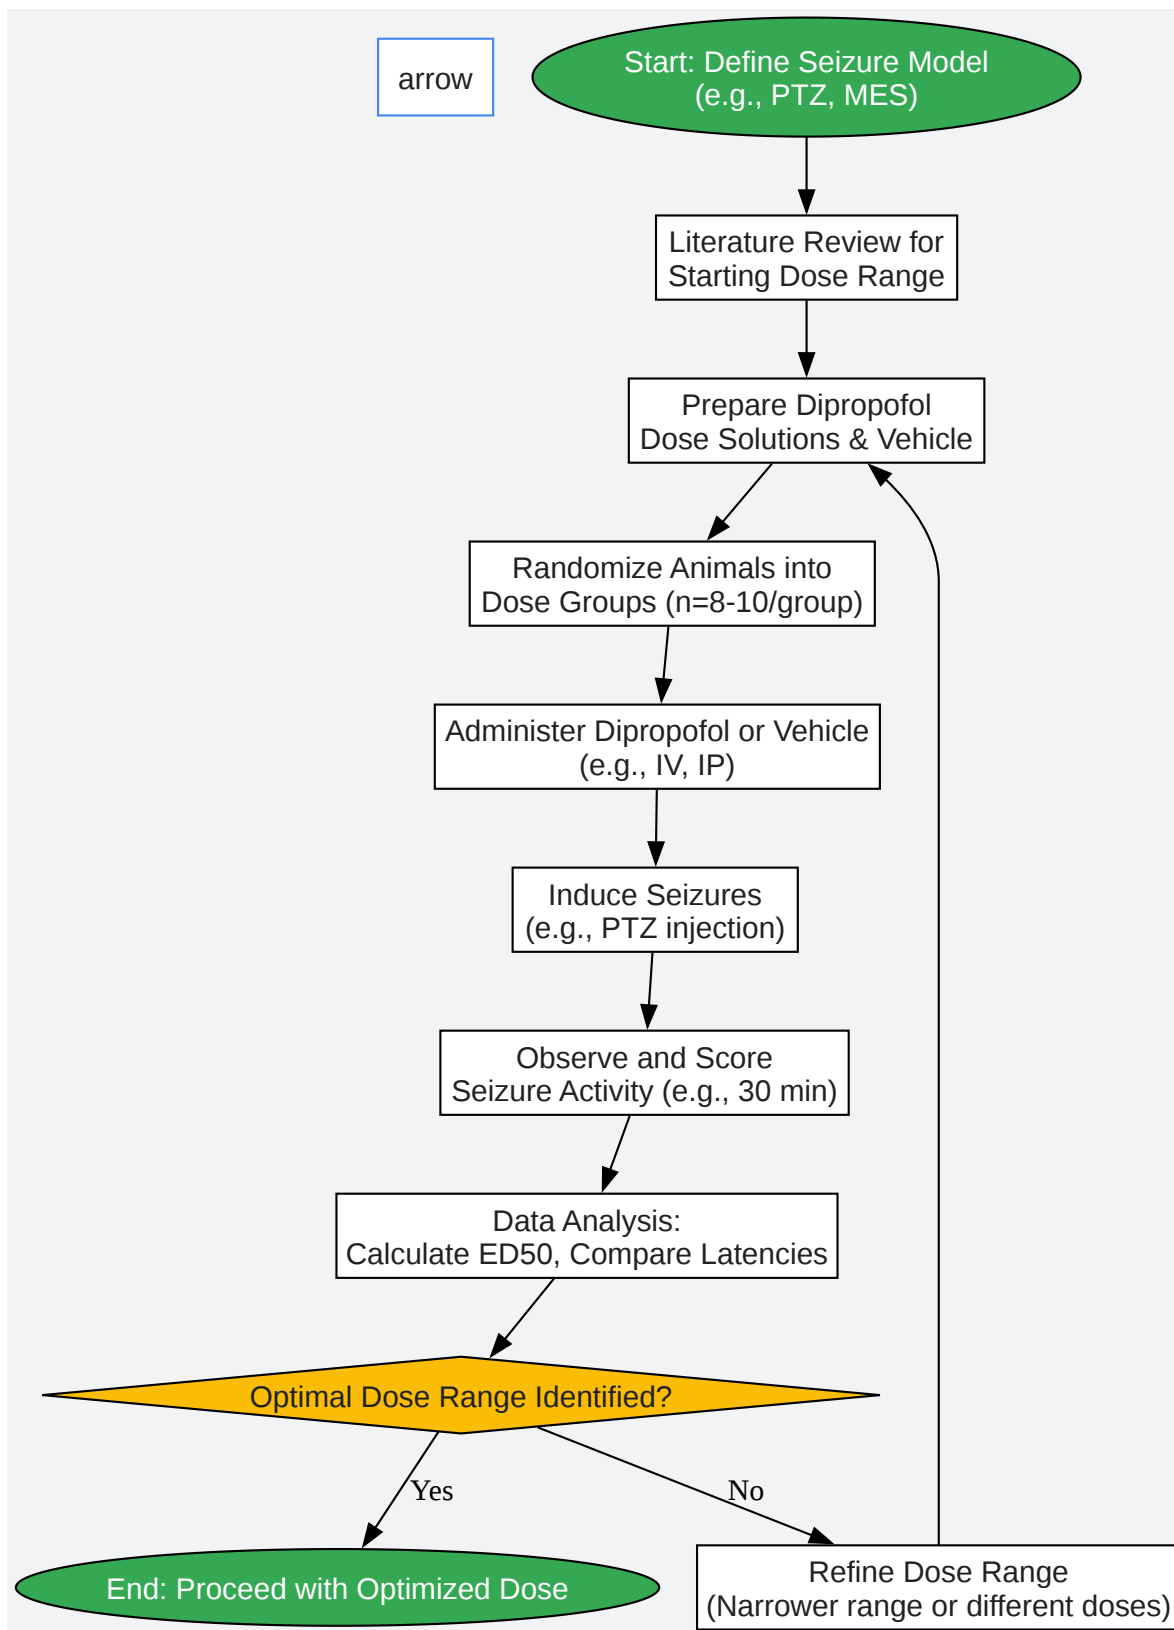 arrow
Start: Define Seizure Model
(e.g., PTZ, MES)
Literature Review for
Starting Dose Range
Prepare Dipropofol
Dose Solutions & Vehicle
Randomize Animals into
Dose Groups (n=8-10/group)
Administer Dipropofol or Vehicle
(e.g., IV, IP)
Induce Seizures
(e.g., PTZ injection)
Observe and Score
Seizure Activity (e.g., 30 min)
Data Analysis:
Calculate ED50, Compare Latencies
Optimal Dose Range Identified?
Yes
No
End: Proceed with Optimized Dose
Refine Dose Range
(Narrower range or different doses)